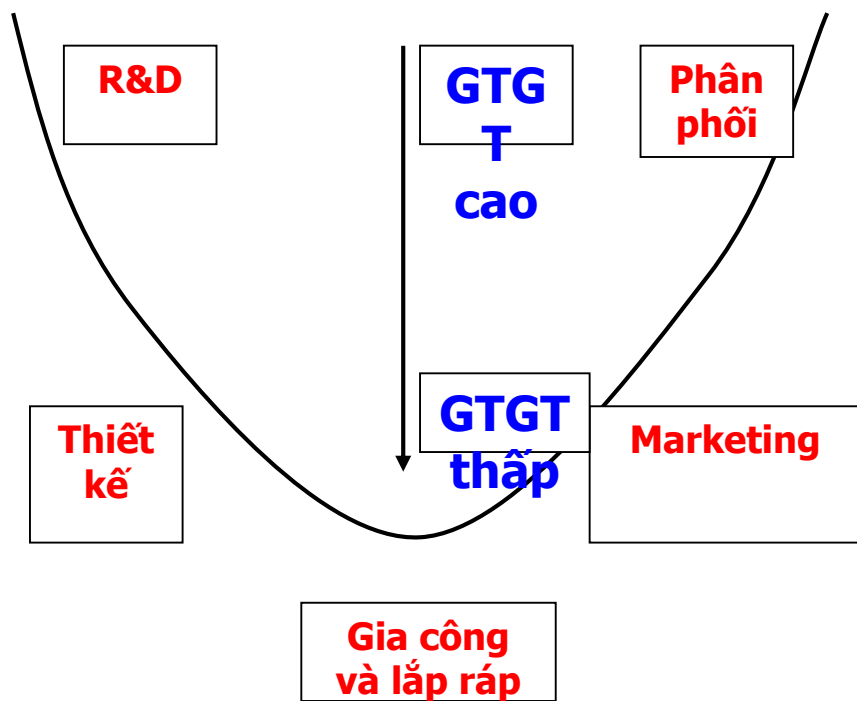 R&D
GTG
T
cao
Phân
phối
Thiết
kế
GTGT
thấp
Marketing
Gia công
và lắp ráp